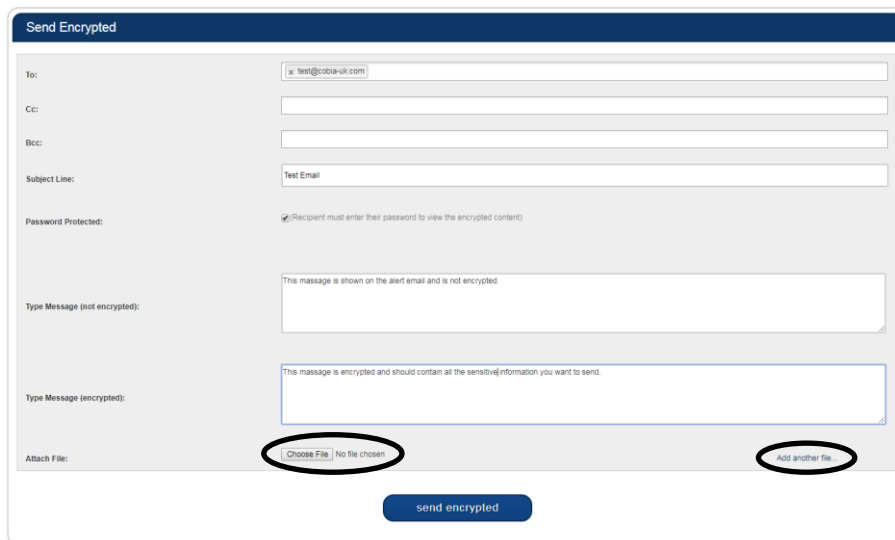 Send Encrypted
To: × test@cobia-uk.com
Cc:
Bcc:
Subject Line: Test Email
Password Protected: (Recipient must enter their password to view the encrypted content)
This massage is shown on the alert email and is not encrypted.
Type Message (not encrypted):
This massage is encrypted and should contain all the sensitive information you want to send.
Type Message (encrypted):
Attach File: Choose File No file chosen Add another file...
send encrypted